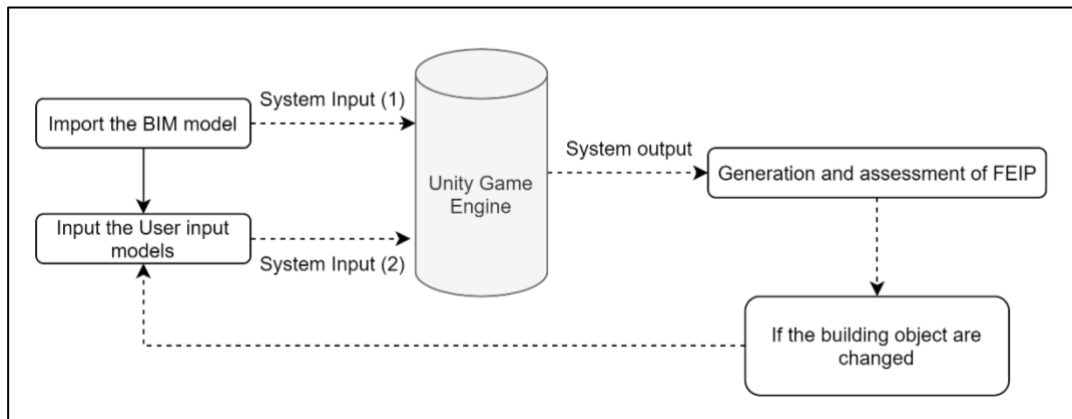 System Input (1)
Import the BIM model
System output
Generation and assessment of FEIP
Unity Game
Engine
Input the User input
models
System Input (2)
If the building object are
changed